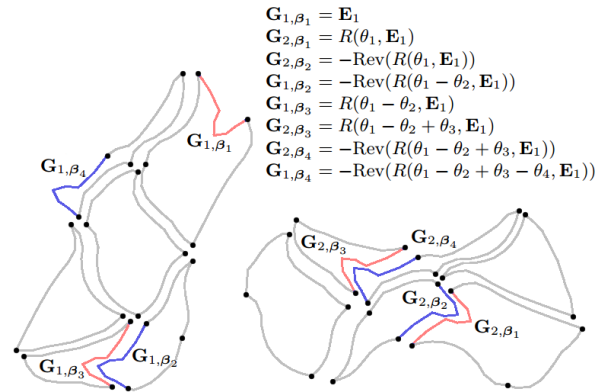 𝐆₁,𝛃₁ = 𝐄₁
𝐆₂,𝛃₁ = R(θ₁, 𝐄₁)
𝐆₂,𝛃₂ = −Rev(R(θ₁, 𝐄₁))
𝐆₁,𝛃₂ = −Rev(R(θ₁ − θ₂, 𝐄₁))
𝐆₁,𝛃₃ = R(θ₁ − θ₂, 𝐄₁)
𝐆₂,𝛃₃ = R(θ₁ − θ₂ + θ₃, 𝐄₁)
𝐆₂,𝛃₄ = −Rev(R(θ₁ − θ₂ + θ₃, 𝐄₁))
𝐆₁,𝛃₄ = −Rev(R(θ₁ − θ₂ + θ₃ − θ₄, 𝐄₁))
𝐆₁,𝛃₁
𝐆₁,𝛃₄
𝐆₂,𝛃₃
𝐆₂,𝛃₄
𝐆₂,𝛃₂
𝐆₂,𝛃₁
𝐆₁,𝛃₂
𝐆₁,𝛃₃